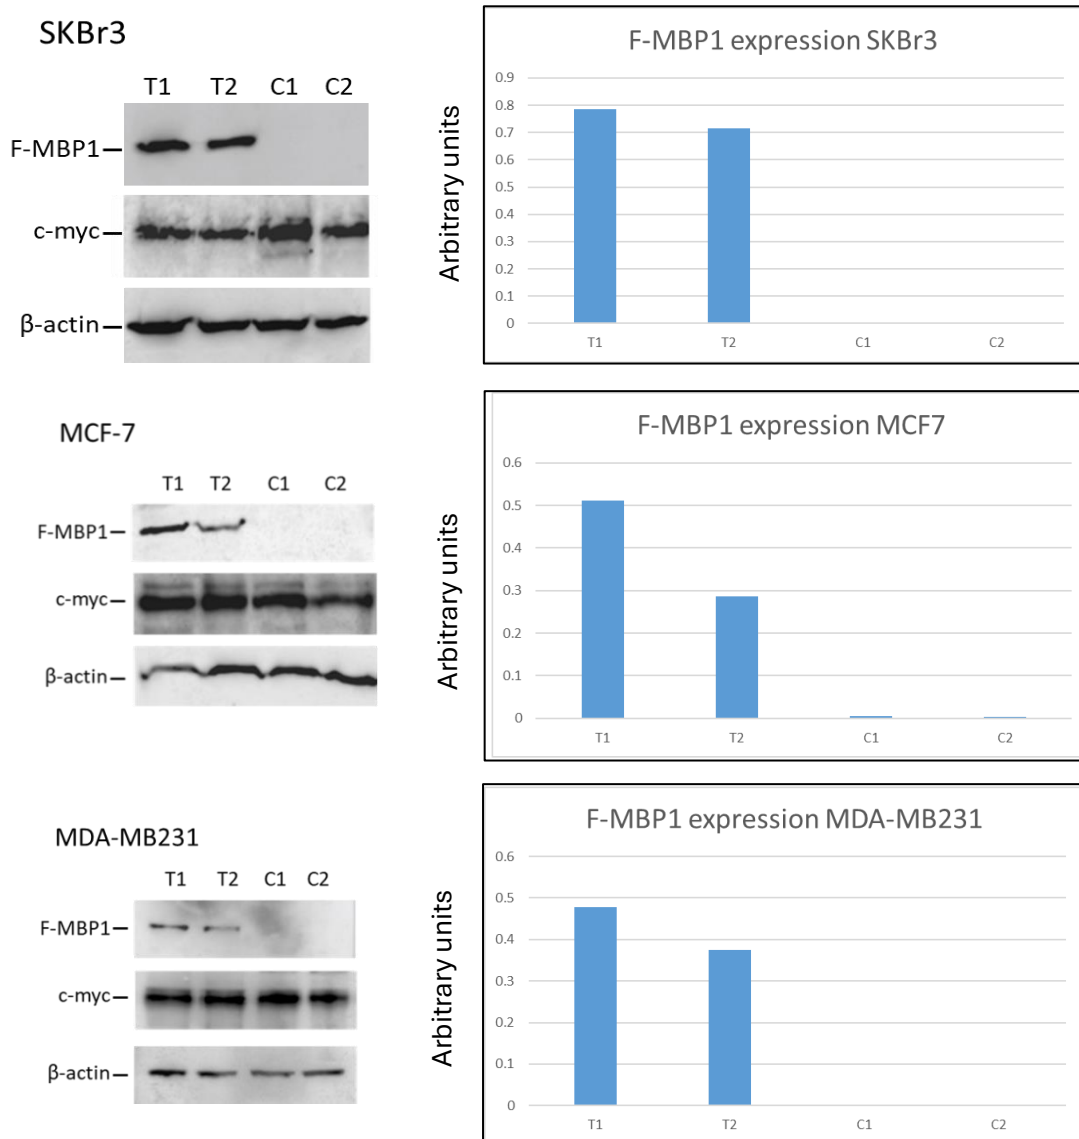 SKBr3
T1 T2 C1 C2
F-MBP1
c-myc
β-actin
F-MBP1 expression SKBr3
Arbitrary units
0.9
0.8
0.7
0.6
0.5
0.4
0.3
0.2
0.1
0
T1 T2 C1 C2
MCF-7
T1 T2 C1 C2
F-MBP1
c-myc
β-actin
F-MBP1 expression MCF7
Arbitrary units
0.6
0.5
0.4
0.3
0.2
0.1
0
T1 T2 C1 C2
MDA-MB231
T1 T2 C1 C2
F-MBP1
c-myc
β-actin
F-MBP1 expression MDA-MB231
Arbitrary units
0.6
0.5
0.4
0.3
0.2
0.1
0
T1 T2 C1 C2